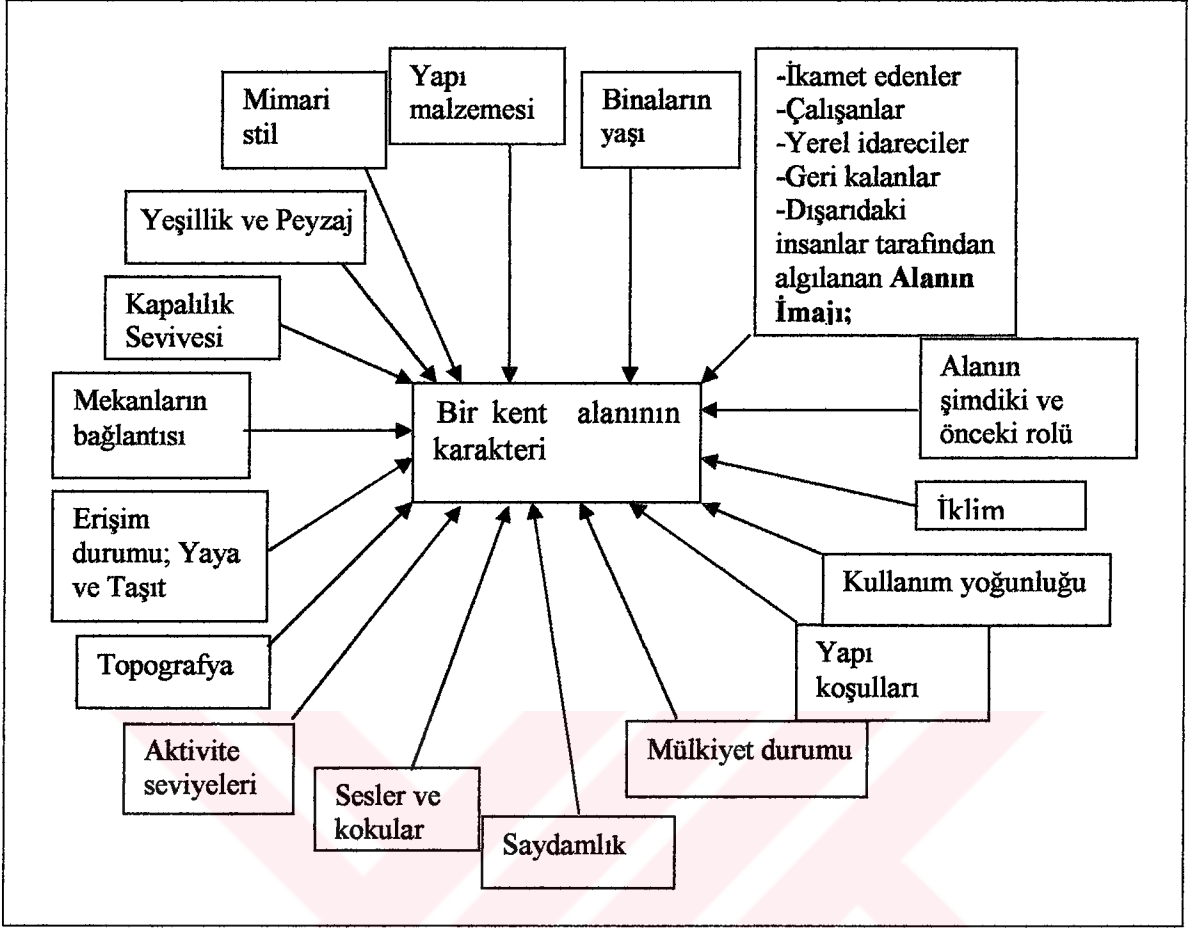 Mimari
stil
Yapı
malzemesi
Binaların
yaşı
-İkamet edenler
-Çalışanlar
-Yerel idareciler
-Geri kalanlar
-Dışarıdaki
insanlar tarafından
algılanan Alanın
İmajı;
Yeşillik ve Peyzaj
Kapalılık
Sevivesi
Mekanların
bağlantısı
Bir kent alanının
karakteri
Alanın
şimdiki ve
önceki rolü
İklim
Erişim
durumu; Yaya
ve Taşıt
Kullanım yoğunluğu
Topografya
Yapı
koşulları
Aktivite
seviyeleri
Mülkiyet durumu
Sesler ve
kokular
Saydamlık